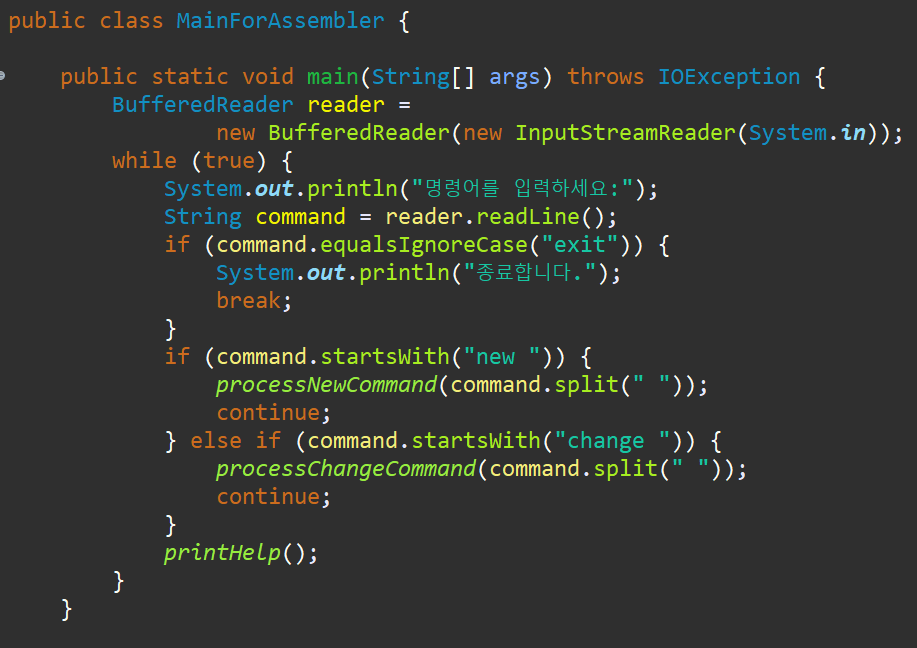 public class MainForAssembler {
public static void main(String[] args) throws IOException {
BufferedReader reader =
new BufferedReader(new InputStreamReader(System.in));
while (true) {
System.out.println("명령어를 입력하세요:");
String command = reader.readLine();
if (command.equalsIgnoreCase("exit")) {
System.out.println("종료합니다.");
break;
}
if (command.startsWith("new ")) {
processNewCommand(command.split(" "));
continue;
} else if (command.startsWith("change ")) {
processChangeCommand(command.split(" "));
continue;
}
printHelp();
}
}